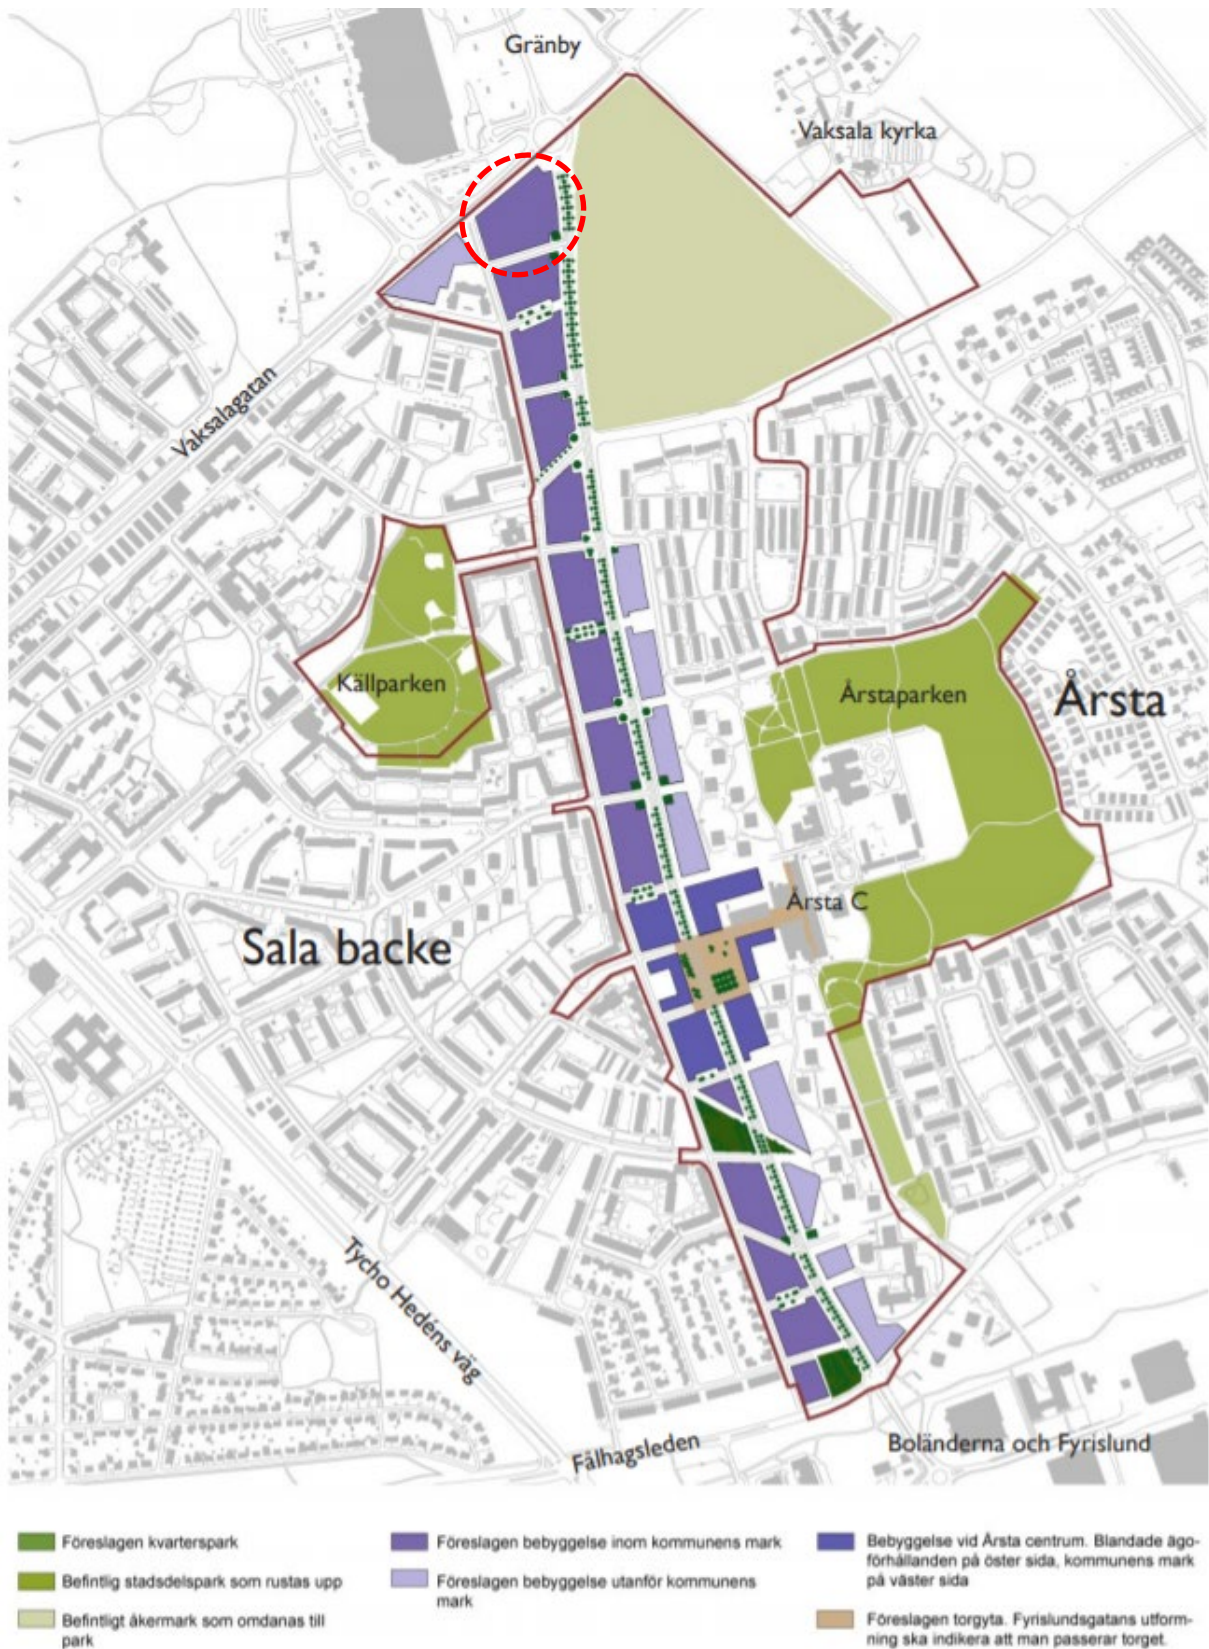 Gränby
Vaksala kyrka
Vaksalagatan
Källparken
Årstaparken
Årsta
Årsta C
Sala backe
Tycho Hedéns väg
Fålhagsleden
Boländerna och Fyrislund
Föreslagen kvarterspark
Befintlig stadsdelspark som rustas upp
Befintligt åkermark som omdanas till
park
Föreslagen bebyggelse inom kommunens mark
Föreslagen bebyggelse utanför kommunens
mark
Bebyggelse vid Årsta centrum. Blandade ägo-
förhållanden på öster sida, kommunens mark
på väster sida
Föreslagen torgyta. Fyrislundsgatans utform-
ning ska indikera att man passerar torget.